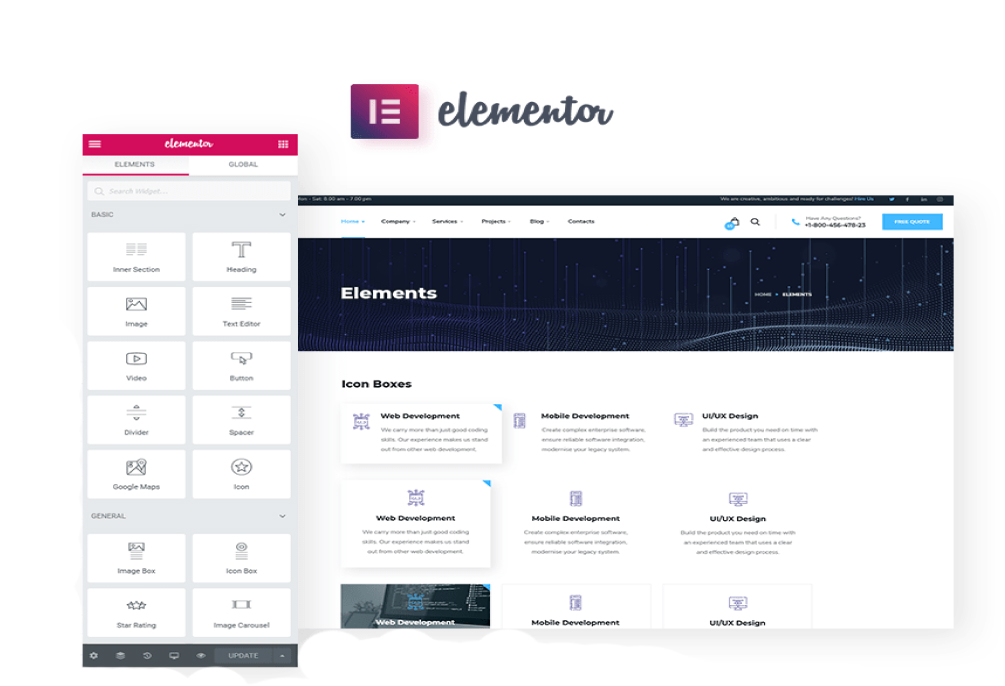 elementor
elementor
ELEMENTS GLOBAL
Search Widget...
BASIC
Inner Section Heading
Image Text Editor
Video Button
Divider Spacer
Google Maps Icon
GENERAL
Image Box Icon Box
Star Rating Image Carousel
UPDATE
Mon - Sat: 8.00 am - 7.00 pm We are creative, ambitious and ready for challenges! Hire Us
Home Company Services Projects Blog Contacts
Have Any Questions?
+1-800-456-478-23
FREE QUOTE
Elements
HOME ELEMENTS
Icon Boxes
Web Development
We carry more than just good coding
skills. Our experience makes us stand
out from other web development.
Mobile Development
Create complex enterprise software,
ensure reliable software integration,
modernise your legacy system.
UI/UX Design
Build the product you need on time with
an experienced team that uses a clear
and effective design process.
Web Development
We carry more than just good coding
skills. Our experience makes us stand
out from other web development.
Mobile Development
Create complex enterprise software,
ensure reliable software integration,
modernise your legacy system
UI/UX Design
Build the product you need on time with
an experienced team that uses a clear
and effective design process.
Web Development
Mobile Development
UI/UX Design